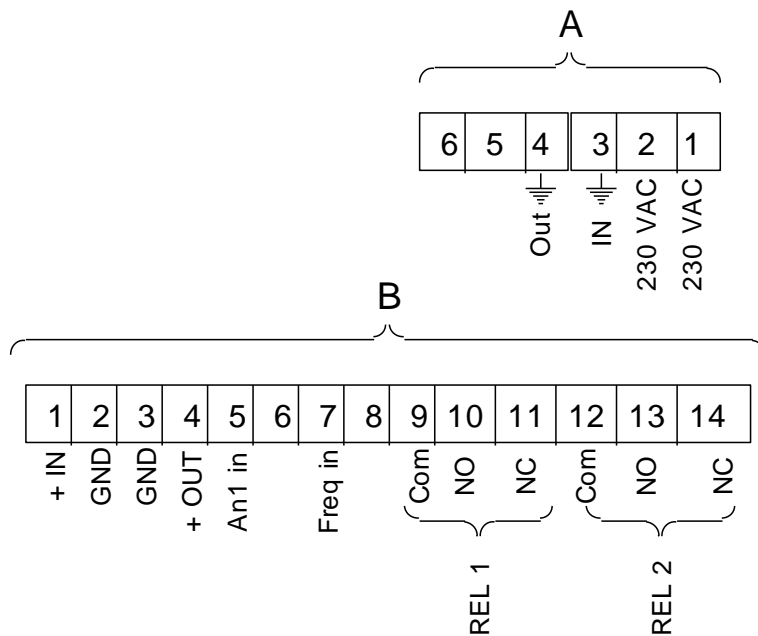 A
6 5 4 3 2 1
Out IN 230 VAC 230 VAC
B
1 2 3 4 5 6 7 8 9 10 11 12 13 14
+ IN GND GND + OUT An1 in Freq in Com NO NC Com NO NC
REL 1 REL 2